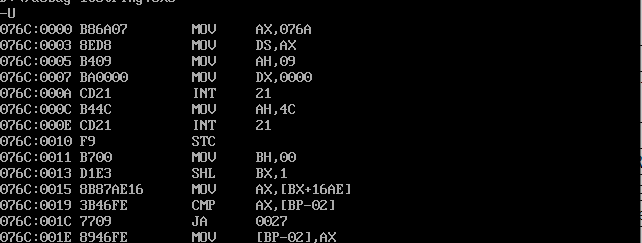 -U
076C:0000 B86A07 MOV AX,076A
076C:0003 8ED8 MOV DS,AX
076C:0005 B409 MOV AH,09
076C:0007 BA0000 MOV DX,0000
076C:000A CD21 INT 21
076C:000C B44C MOV AH,4C
076C:000E CD21 INT 21
076C:0010 F9 STC
076C:0011 B700 MOV BH,00
076C:0013 D1E3 SHL BX,1
076C:0015 8B87AE16 MOV AX,[BX+16AE]
076C:0019 3B46FE CMP AX,[BP-02]
076C:001C 7709 JA 0027
076C:001E 8946FE MOV [BP-02],AX